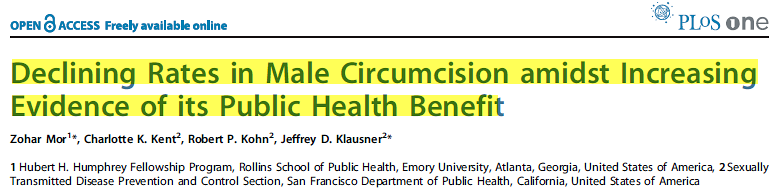 OPEN ACCESS Freely available online
PLoS one
Declining Rates in Male Circumcision amidst Increasing
Evidence of its Public Health Benefit
Zohar Mor1*, Charlotte K. Kent2, Robert P. Kohn2, Jeffrey D. Klausner2*
1 Hubert H. Humphrey Fellowship Program, Rollins School of Public Health, Emory University, Atlanta, Georgia, United States of America, 2 Sexually
Transmitted Disease Prevention and Control Section, San Francisco Department of Public Health, California, United States of America